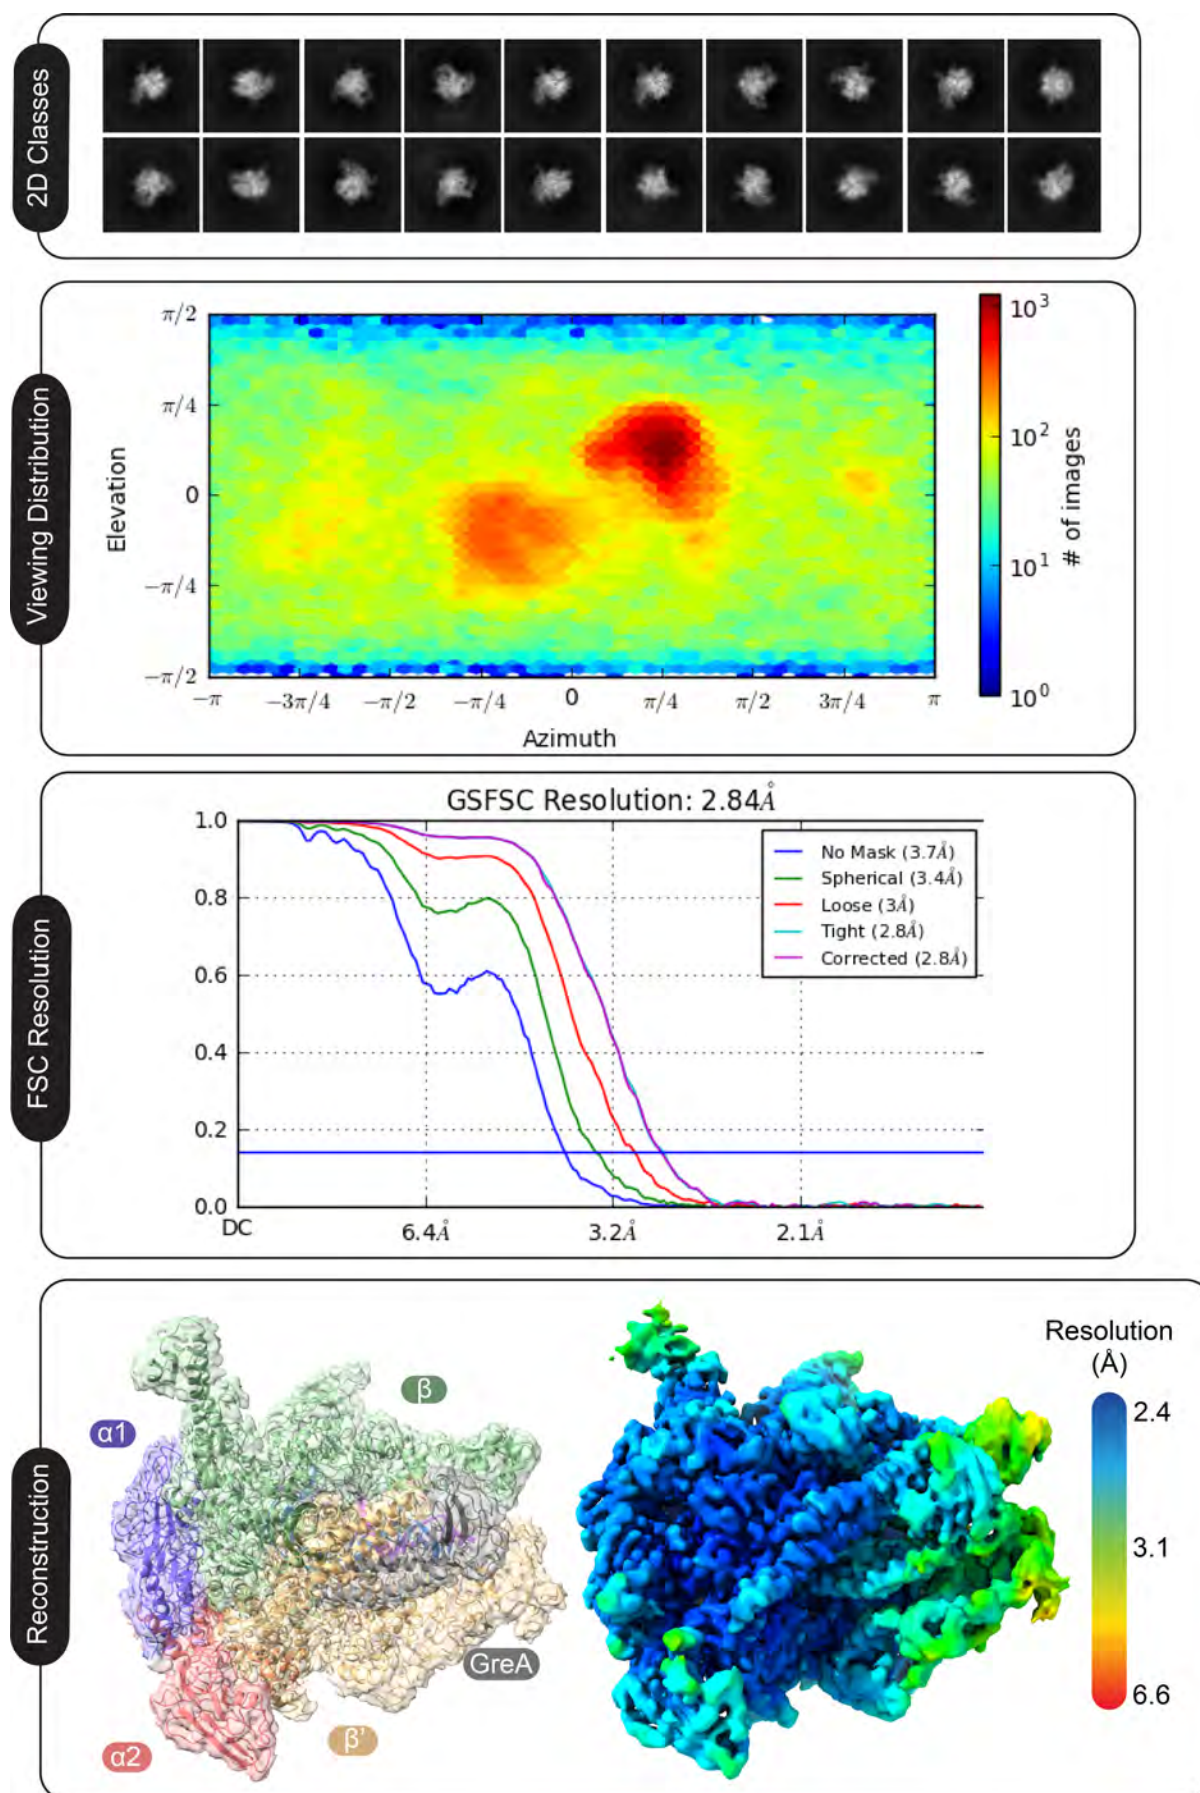 2D Classes
Viewing Distribution
π/2
π/4
0
−π/4
−π/2
Elevation
−π
−3π/4
−π/2
−π/4
0
π/4
π/2
3π/4
π
Azimuth
10³
10²
10¹
10⁰
# of images
FSC Resolution
GSFSC Resolution: 2.84Å
1.0
0.8
0.6
0.4
0.2
0.0
No Mask (3.7Å)
Spherical (3.4Å)
Loose (3Å)
Tight (2.8Å)
Corrected (2.8Å)
DC
6.4Å
3.2Å
2.1Å
Reconstruction
α1
β
GreA
α2
β'
Resolution
(Å)
2.4
3.1
6.6